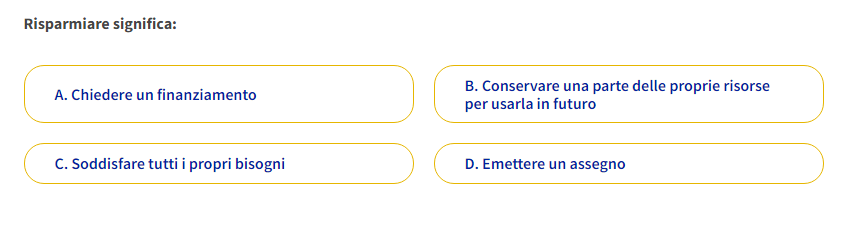 Risparmiare significa:
A. Chiedere un finanziamento
B. Conservare una parte delle proprie risorse
per usarla in futuro
C. Soddisfare tutti i propri bisogni
D. Emettere un assegno